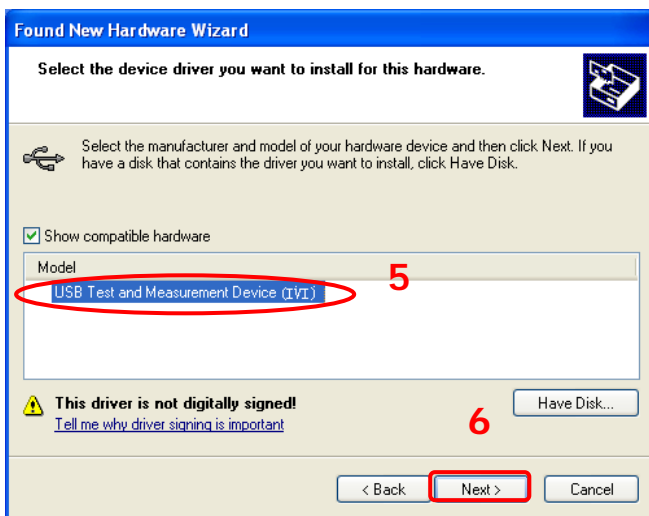 Found New Hardware Wizard
Select the device driver you want to install for this hardware.
Select the manufacturer and model of your hardware device and then click Next. If you
have a disk that contains the driver you want to install, click Have Disk.
Show compatible hardware
Model
5
USB Test and Measurement Device (IVI)
This driver is not digitally signed!
Have Disk...
Tell me why driver signing is important
6
< Back
Next >
Cancel